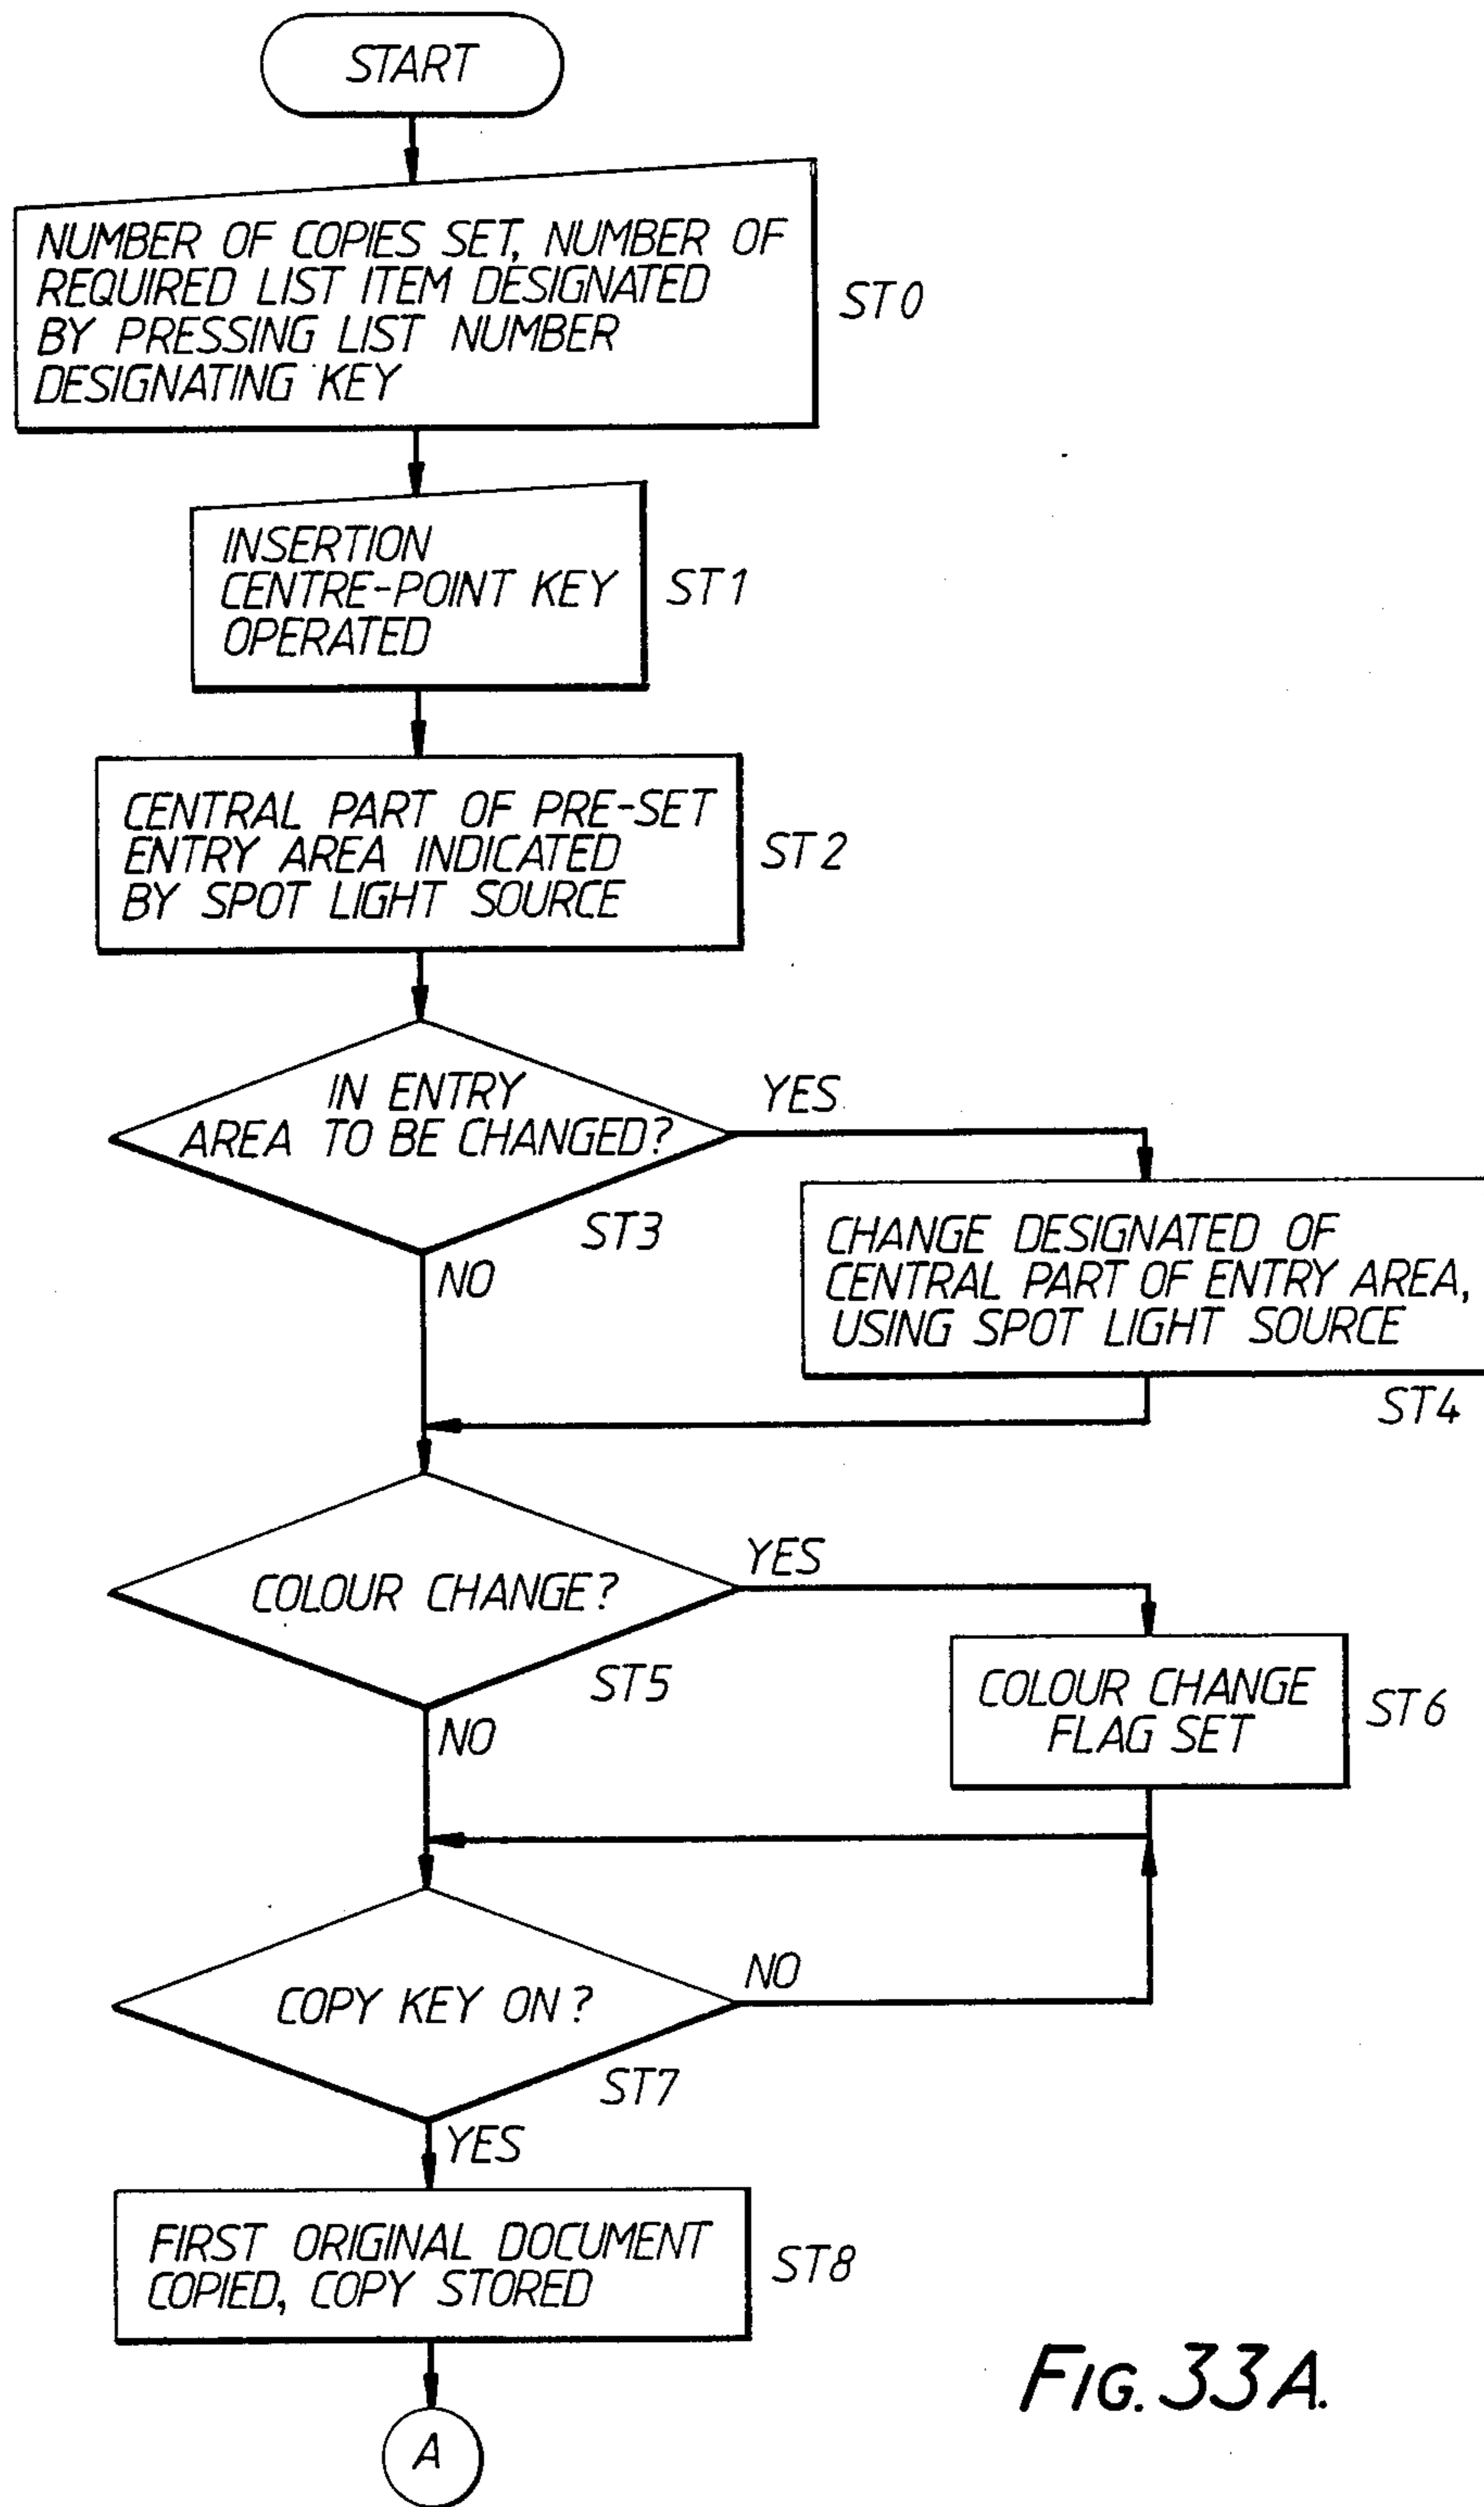 START
NUMBER OF COPIES SET, NUMBER OF
REQUIRED LIST ITEM DESIGNATED
BY PRESSING LIST NUMBER
DESIGNATING KEY
ST0
INSERTION
CENTRE-POINT KEY
OPERATED
ST1
CENTRAL PART OF PRE-SET
ENTRY AREA INDICATED
BY SPOT LIGHT SOURCE
ST2
IN ENTRY
AREA TO BE CHANGED?
YES
ST3
NO
CHANGE DESIGNATED OF
CENTRAL PART OF ENTRY AREA,
USING SPOT LIGHT SOURCE
ST4
COLOUR CHANGE?
YES
ST5
NO
COLOUR CHANGE
FLAG SET
ST6
COPY KEY ON?
NO
ST7
YES
FIRST ORIGINAL DOCUMENT
COPIED, COPY STORED
ST8
A
FIG. 33A.